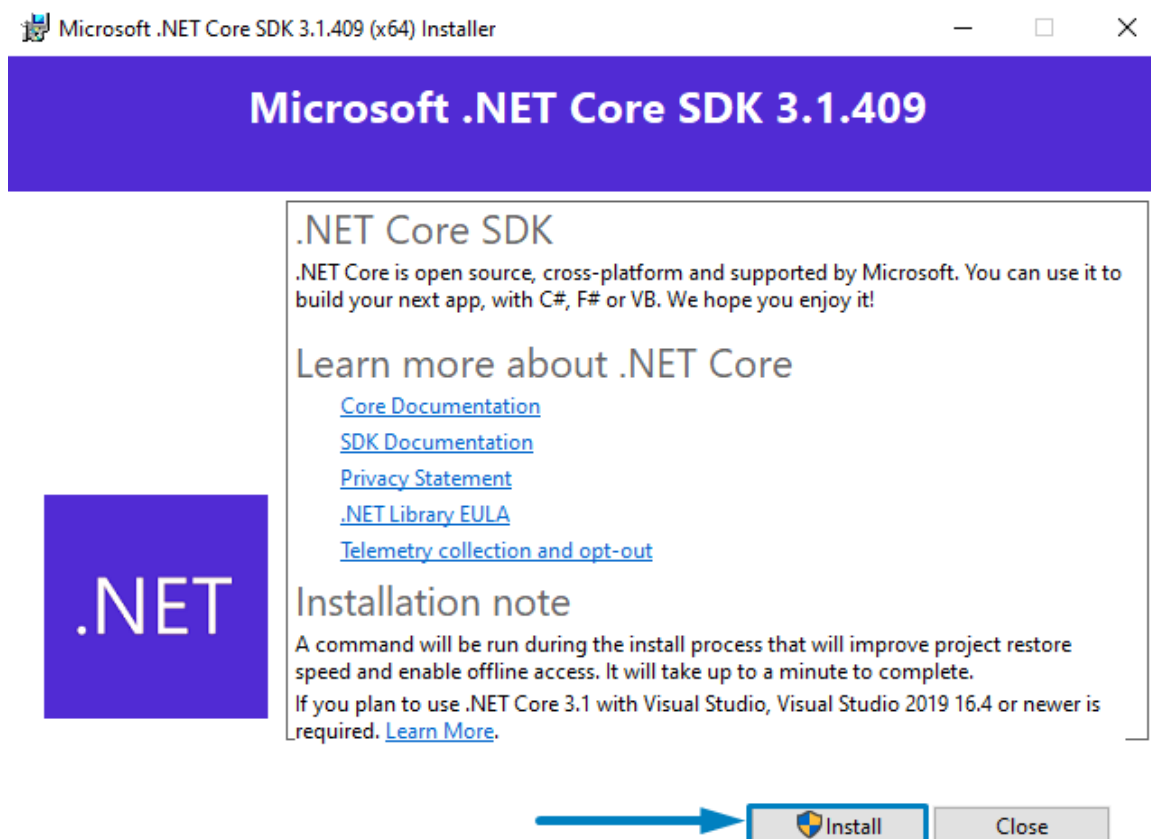 Microsoft .NET Core SDK 3.1.409 (x64) Installer
Microsoft .NET Core SDK 3.1.409
.NET Core SDK
.NET Core is open source, cross-platform and supported by Microsoft. You can use it to
build your next app, with C#, F# or VB. We hope you enjoy it!
Learn more about .NET Core
Core Documentation
SDK Documentation
Privacy Statement
.NET Library EULA
Telemetry collection and opt-out
.NET
Installation note
A command will be run during the install process that will improve project restore
speed and enable offline access. It will take up to a minute to complete.
If you plan to use .NET Core 3.1 with Visual Studio, Visual Studio 2019 16.4 or newer is
required. Learn More.
Install
Close